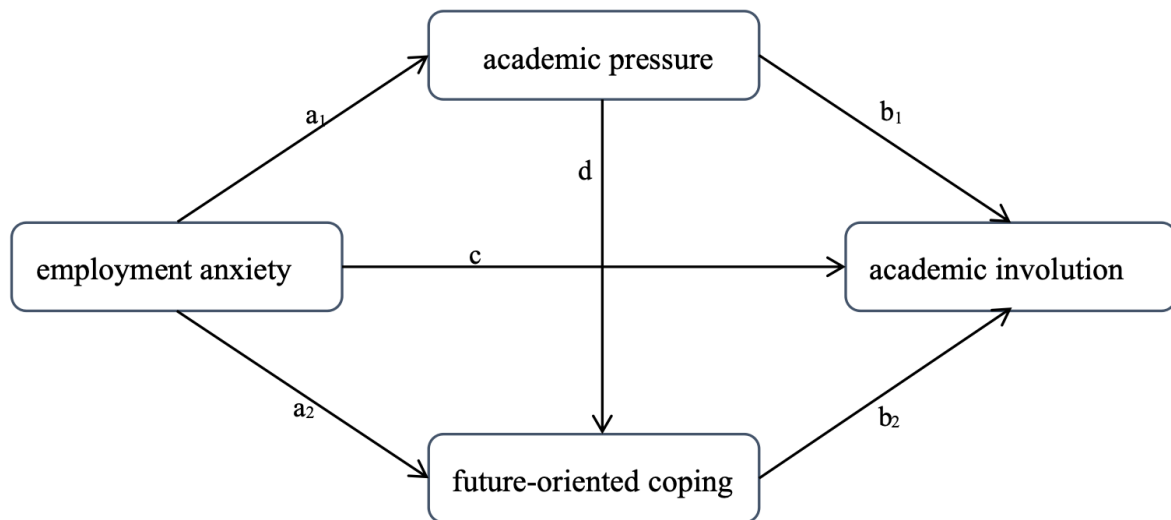 academic pressure
a₁
b₁
d
employment anxiety
c
academic involution
a₂
b₂
future-oriented coping